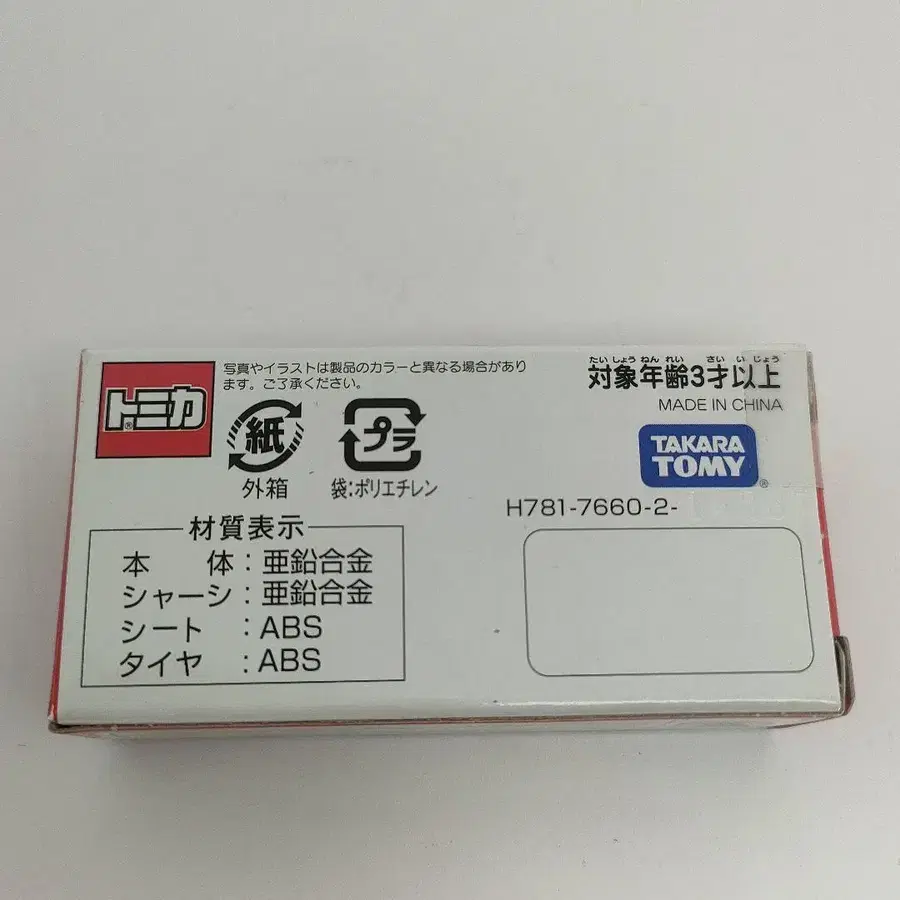 トミカ®
写真やイラストは製品のカラーと異なる場合があり
ます。ご了承ください。
たいしょうねんれい さいいじょう
対象年齢3才以上
MADE IN CHINA
紙
外箱
プラ
袋:ポリエチレン
TAKARA
TOMY®
H781-7660-2-
材質表示
本 体:亜鉛合金
シャーシ:亜鉛合金
シート:ABS
タイヤ:ABS